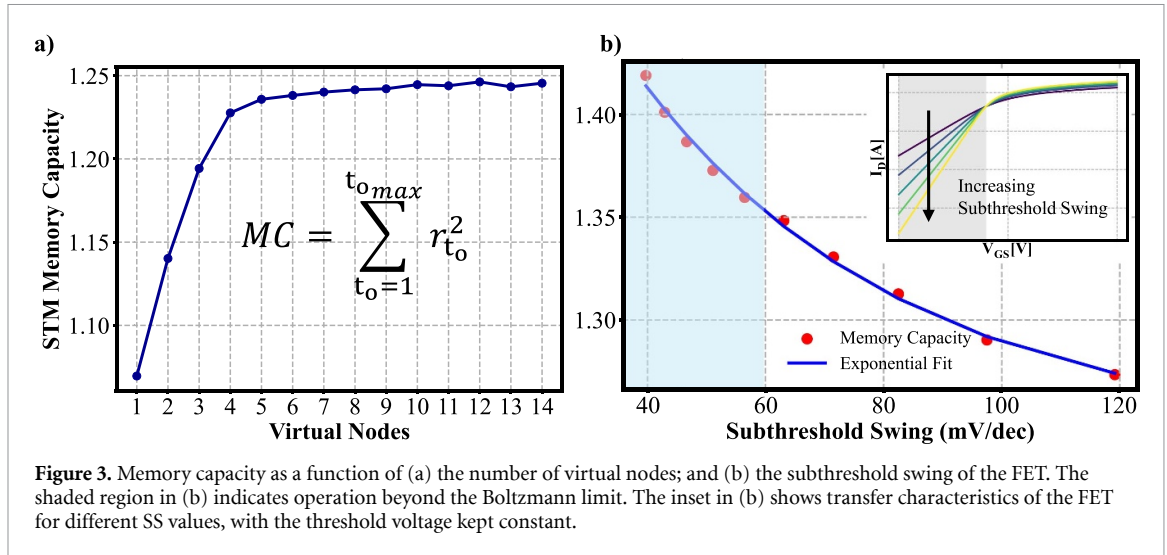 a)
1.25
1.20
1.15
1.10
STM Memory Capacity
MC = ∑ t₀₌₁ t₀ₘₐₓ r²ₜ₀
1 2 3 4 5 6 7 8 9 10 11 12 13 14
Virtual Nodes
b)
1.40
1.35
1.30
I_D[A]
Increasing
Subthreshold Swing
V_GS[V]
Memory Capacity
Exponential Fit
40 60 80 100 120
Subthreshold Swing (mV/dec)
Figure 3. Memory capacity as a function of (a) the number of virtual nodes; and (b) the subthreshold swing of the FET. The
shaded region in (b) indicates operation beyond the Boltzmann limit. The inset in (b) shows transfer characteristics of the FET
for different SS values, with the threshold voltage kept constant.